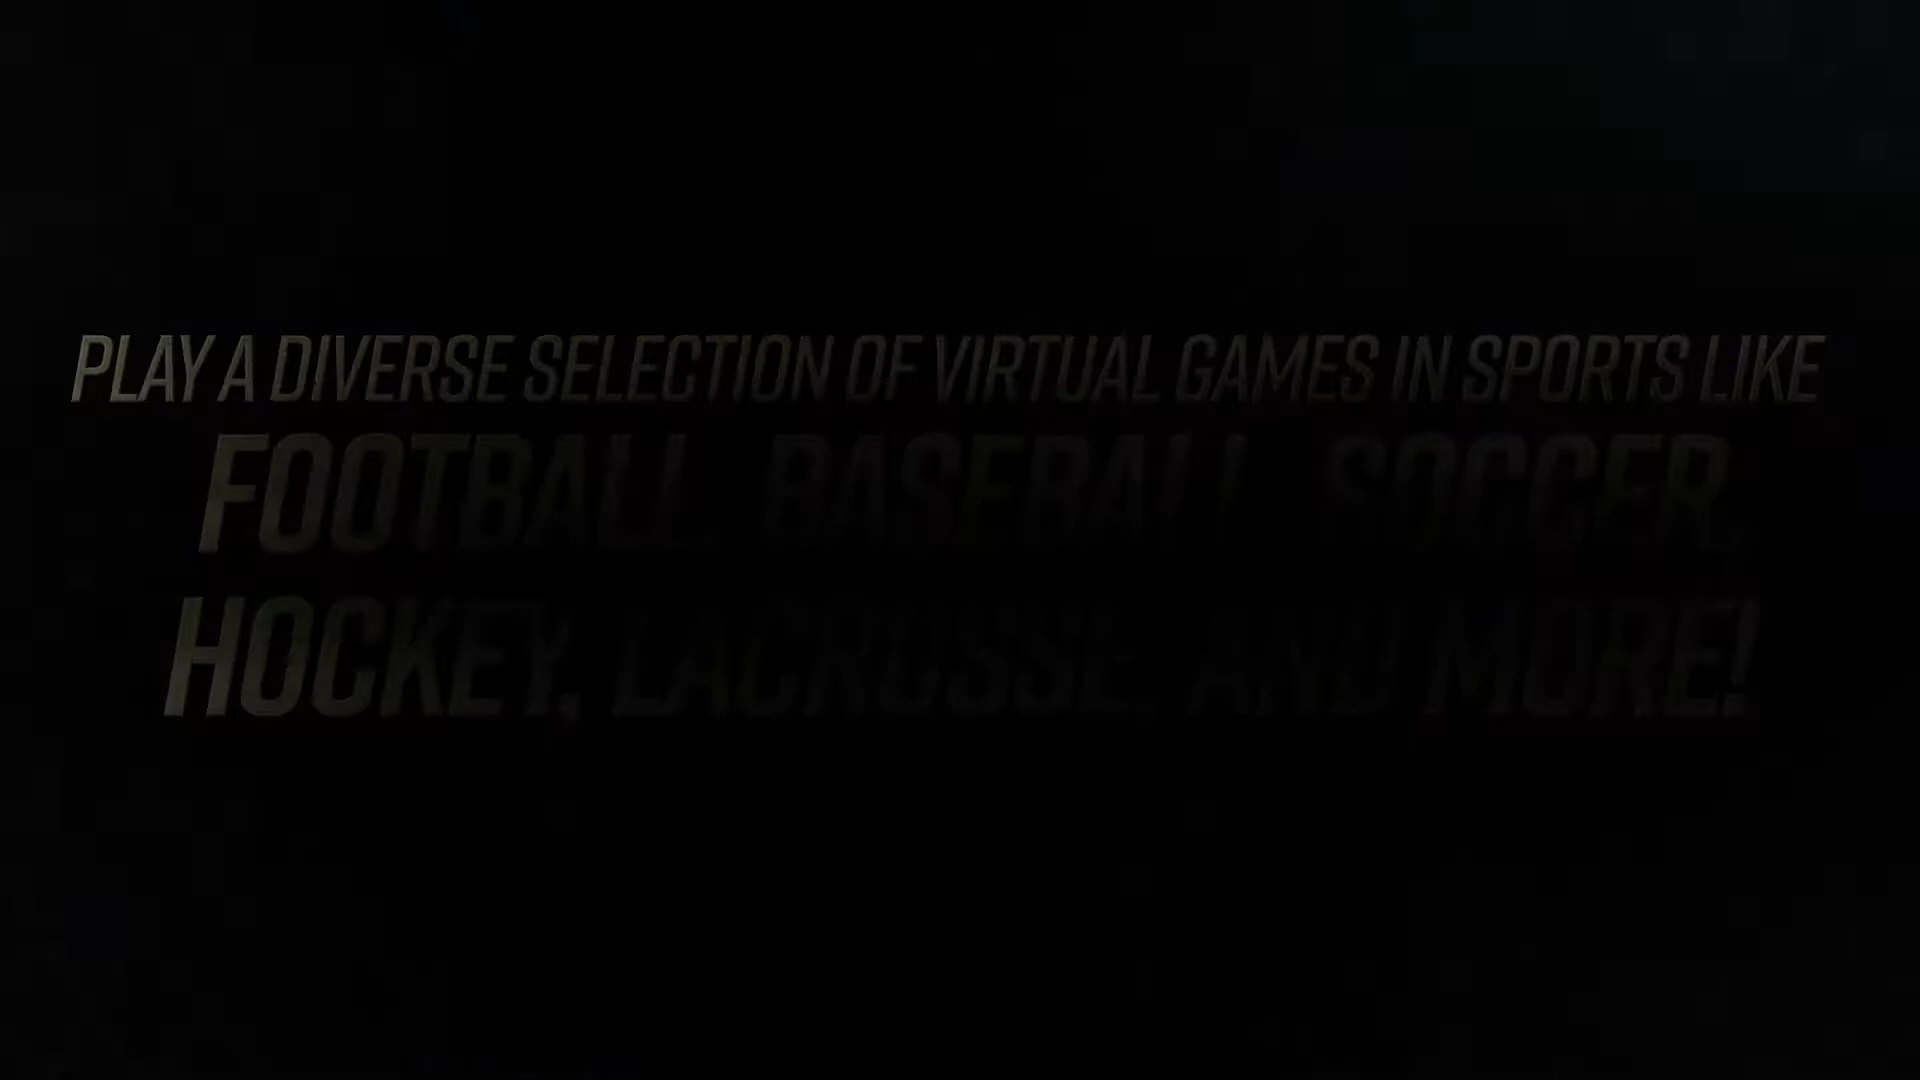 PLAY A DIVERSE SELECTION OF VIRTUAL GAMES IN SPORTS LIKE
FOOTBALL, BASEBALL, SOCCER,
HOCKEY, LACROSSE, AND MORE!